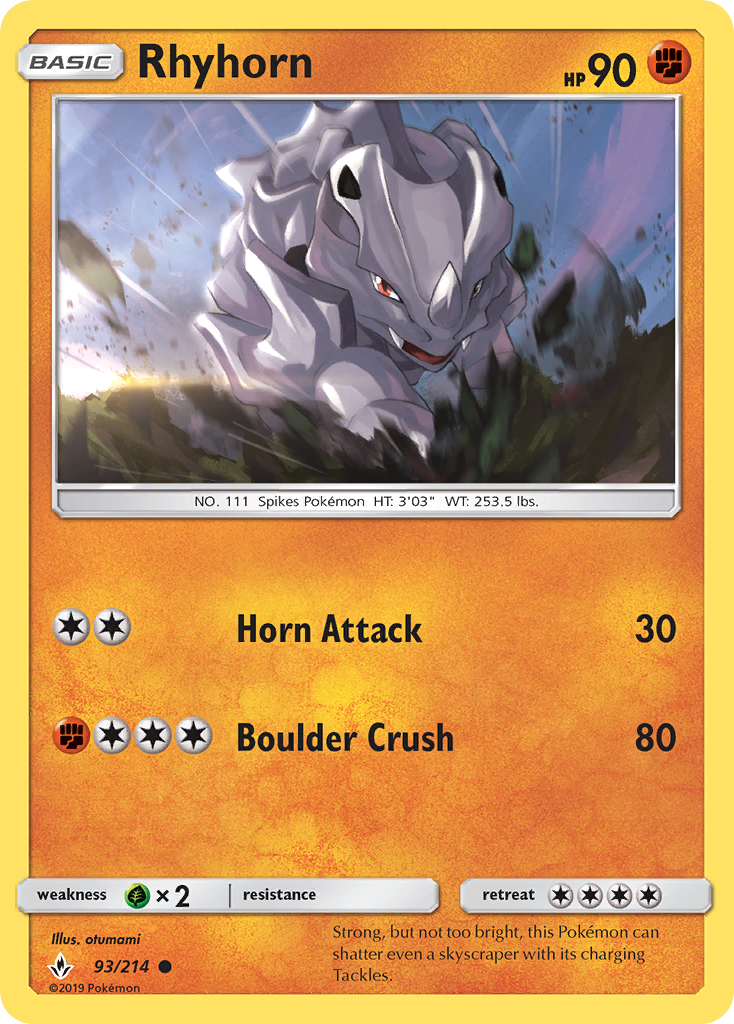 BASIC Rhyhorn HP 90
NO. 111 Spikes Pokémon HT: 3'03" WT: 253.5 lbs.
Horn Attack 30
Boulder Crush 80
weakness × 2 resistance retreat
Illus. otumami
93/214
©2019 Pokémon
Strong, but not too bright, this Pokémon can
shatter even a skyscraper with its charging
Tackles.